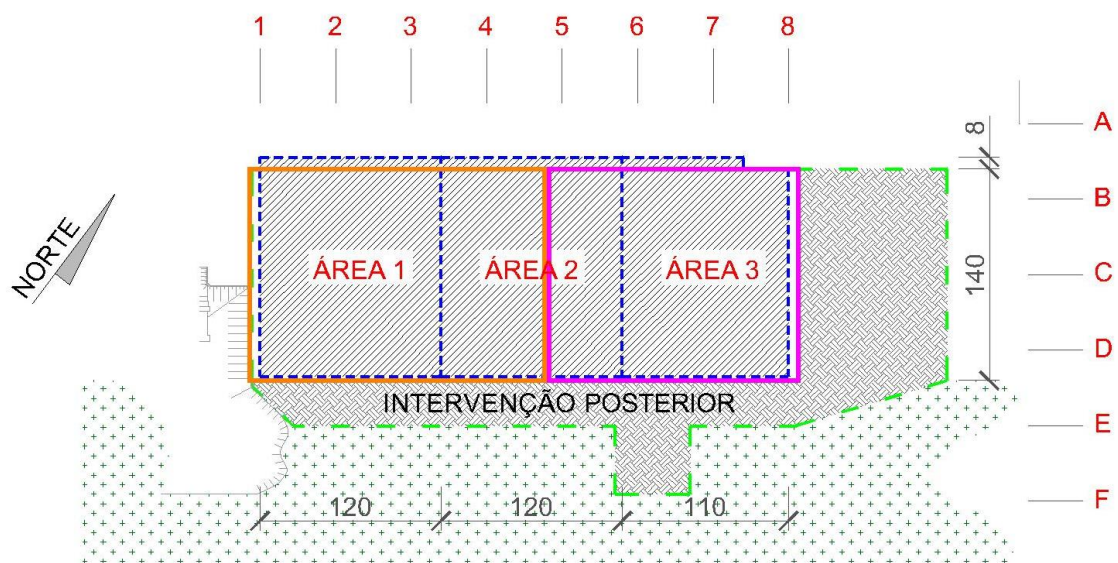 1 2 3 4 5 6 7 8
A
8
B
NORTE
ÁREA 1 ÁREA 2 ÁREA 3
C
140
D
INTERVENÇÃO POSTERIOR
E
120 120 110
F